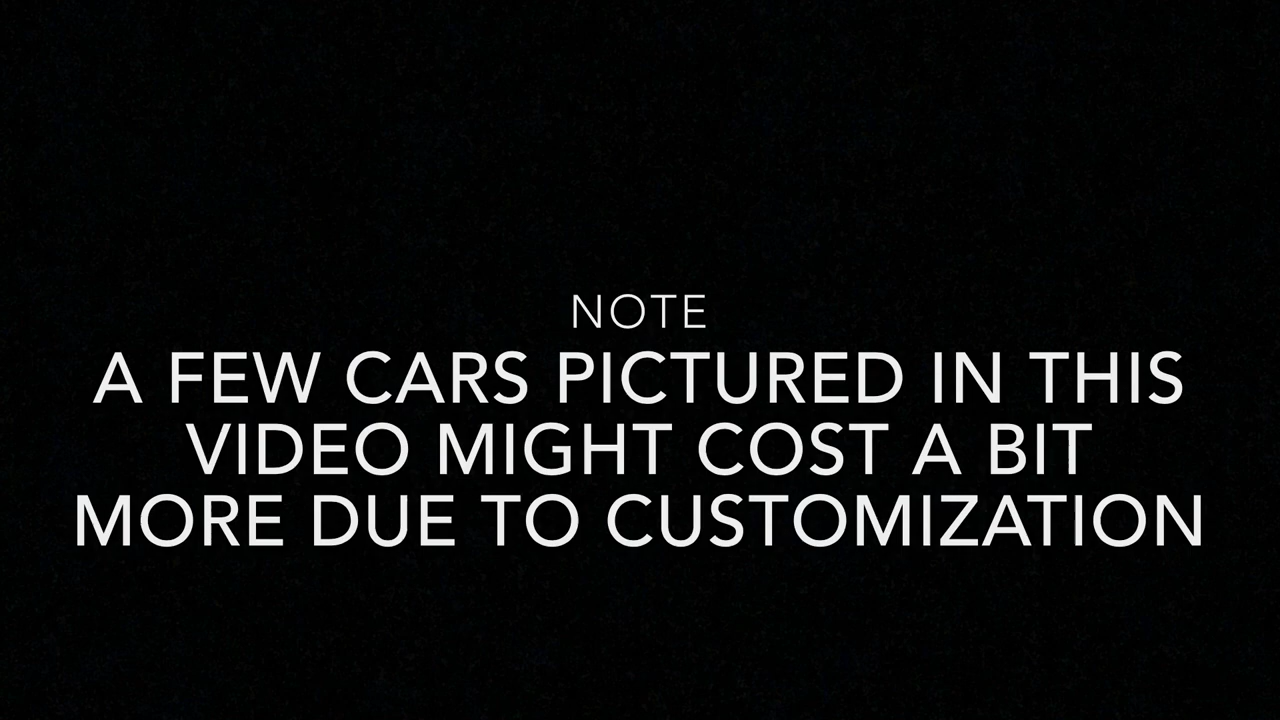 NOTE
A FEW CARS PICTURED IN THIS
VIDEO MIGHT COST A BIT
MORE DUE TO CUSTOMIZATION